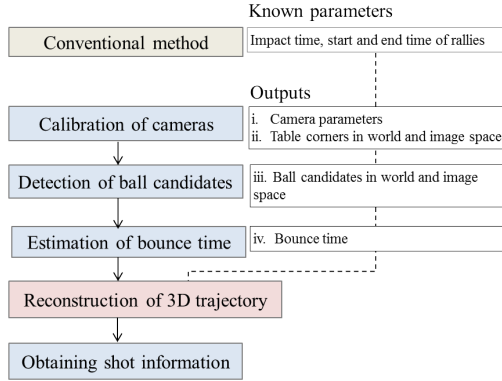 Known parameters
Conventional method
Impact time, start and end time of rallies
Outputs
Calibration of cameras
i. Camera parameters
ii. Table corners in world and image space
Detection of ball candidates
iii. Ball candidates in world and image
space
Estimation of bounce time
iv. Bounce time
Reconstruction of 3D trajectory
Obtaining shot information